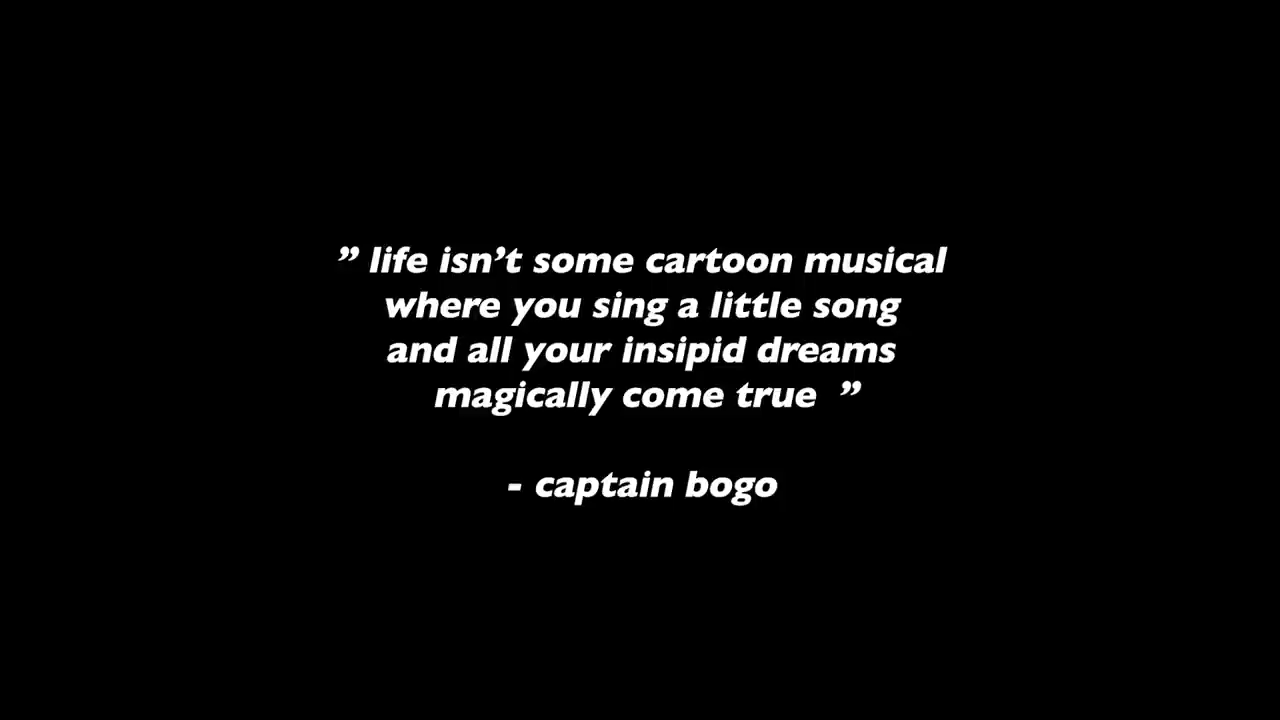 ” life isn’t some cartoon musical
where you sing a little song
and all your insipid dreams
magically come true ”
- captain bogo